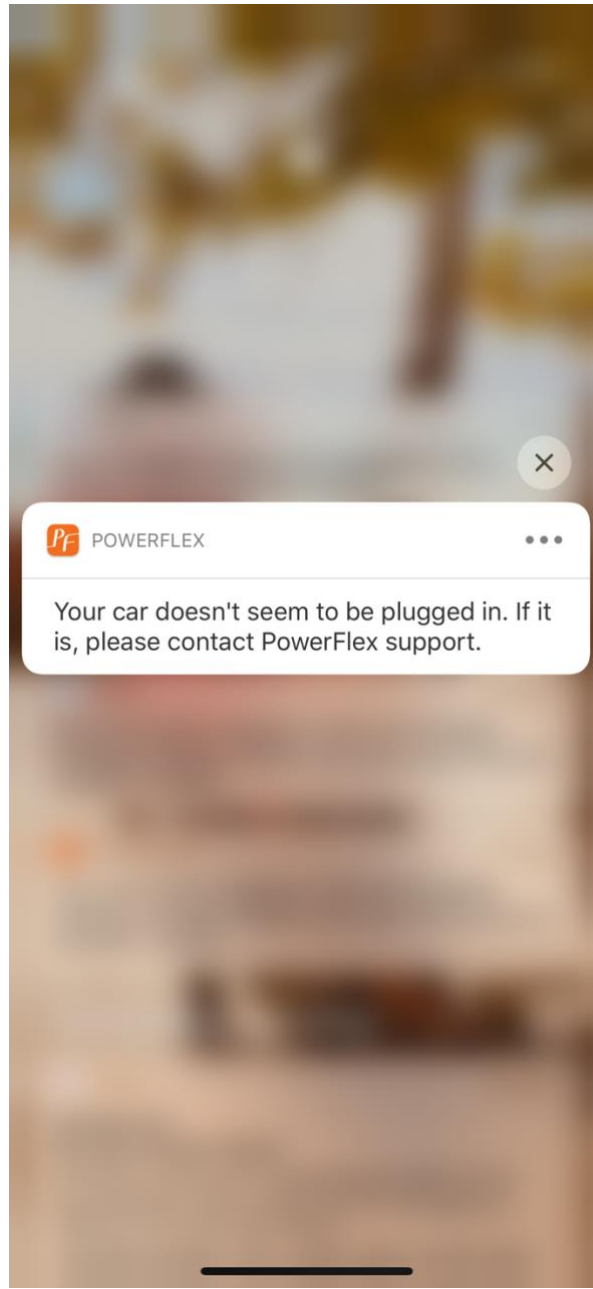 PF POWERFLEX
Your car doesn't seem to be plugged in. If it
is, please contact PowerFlex support.